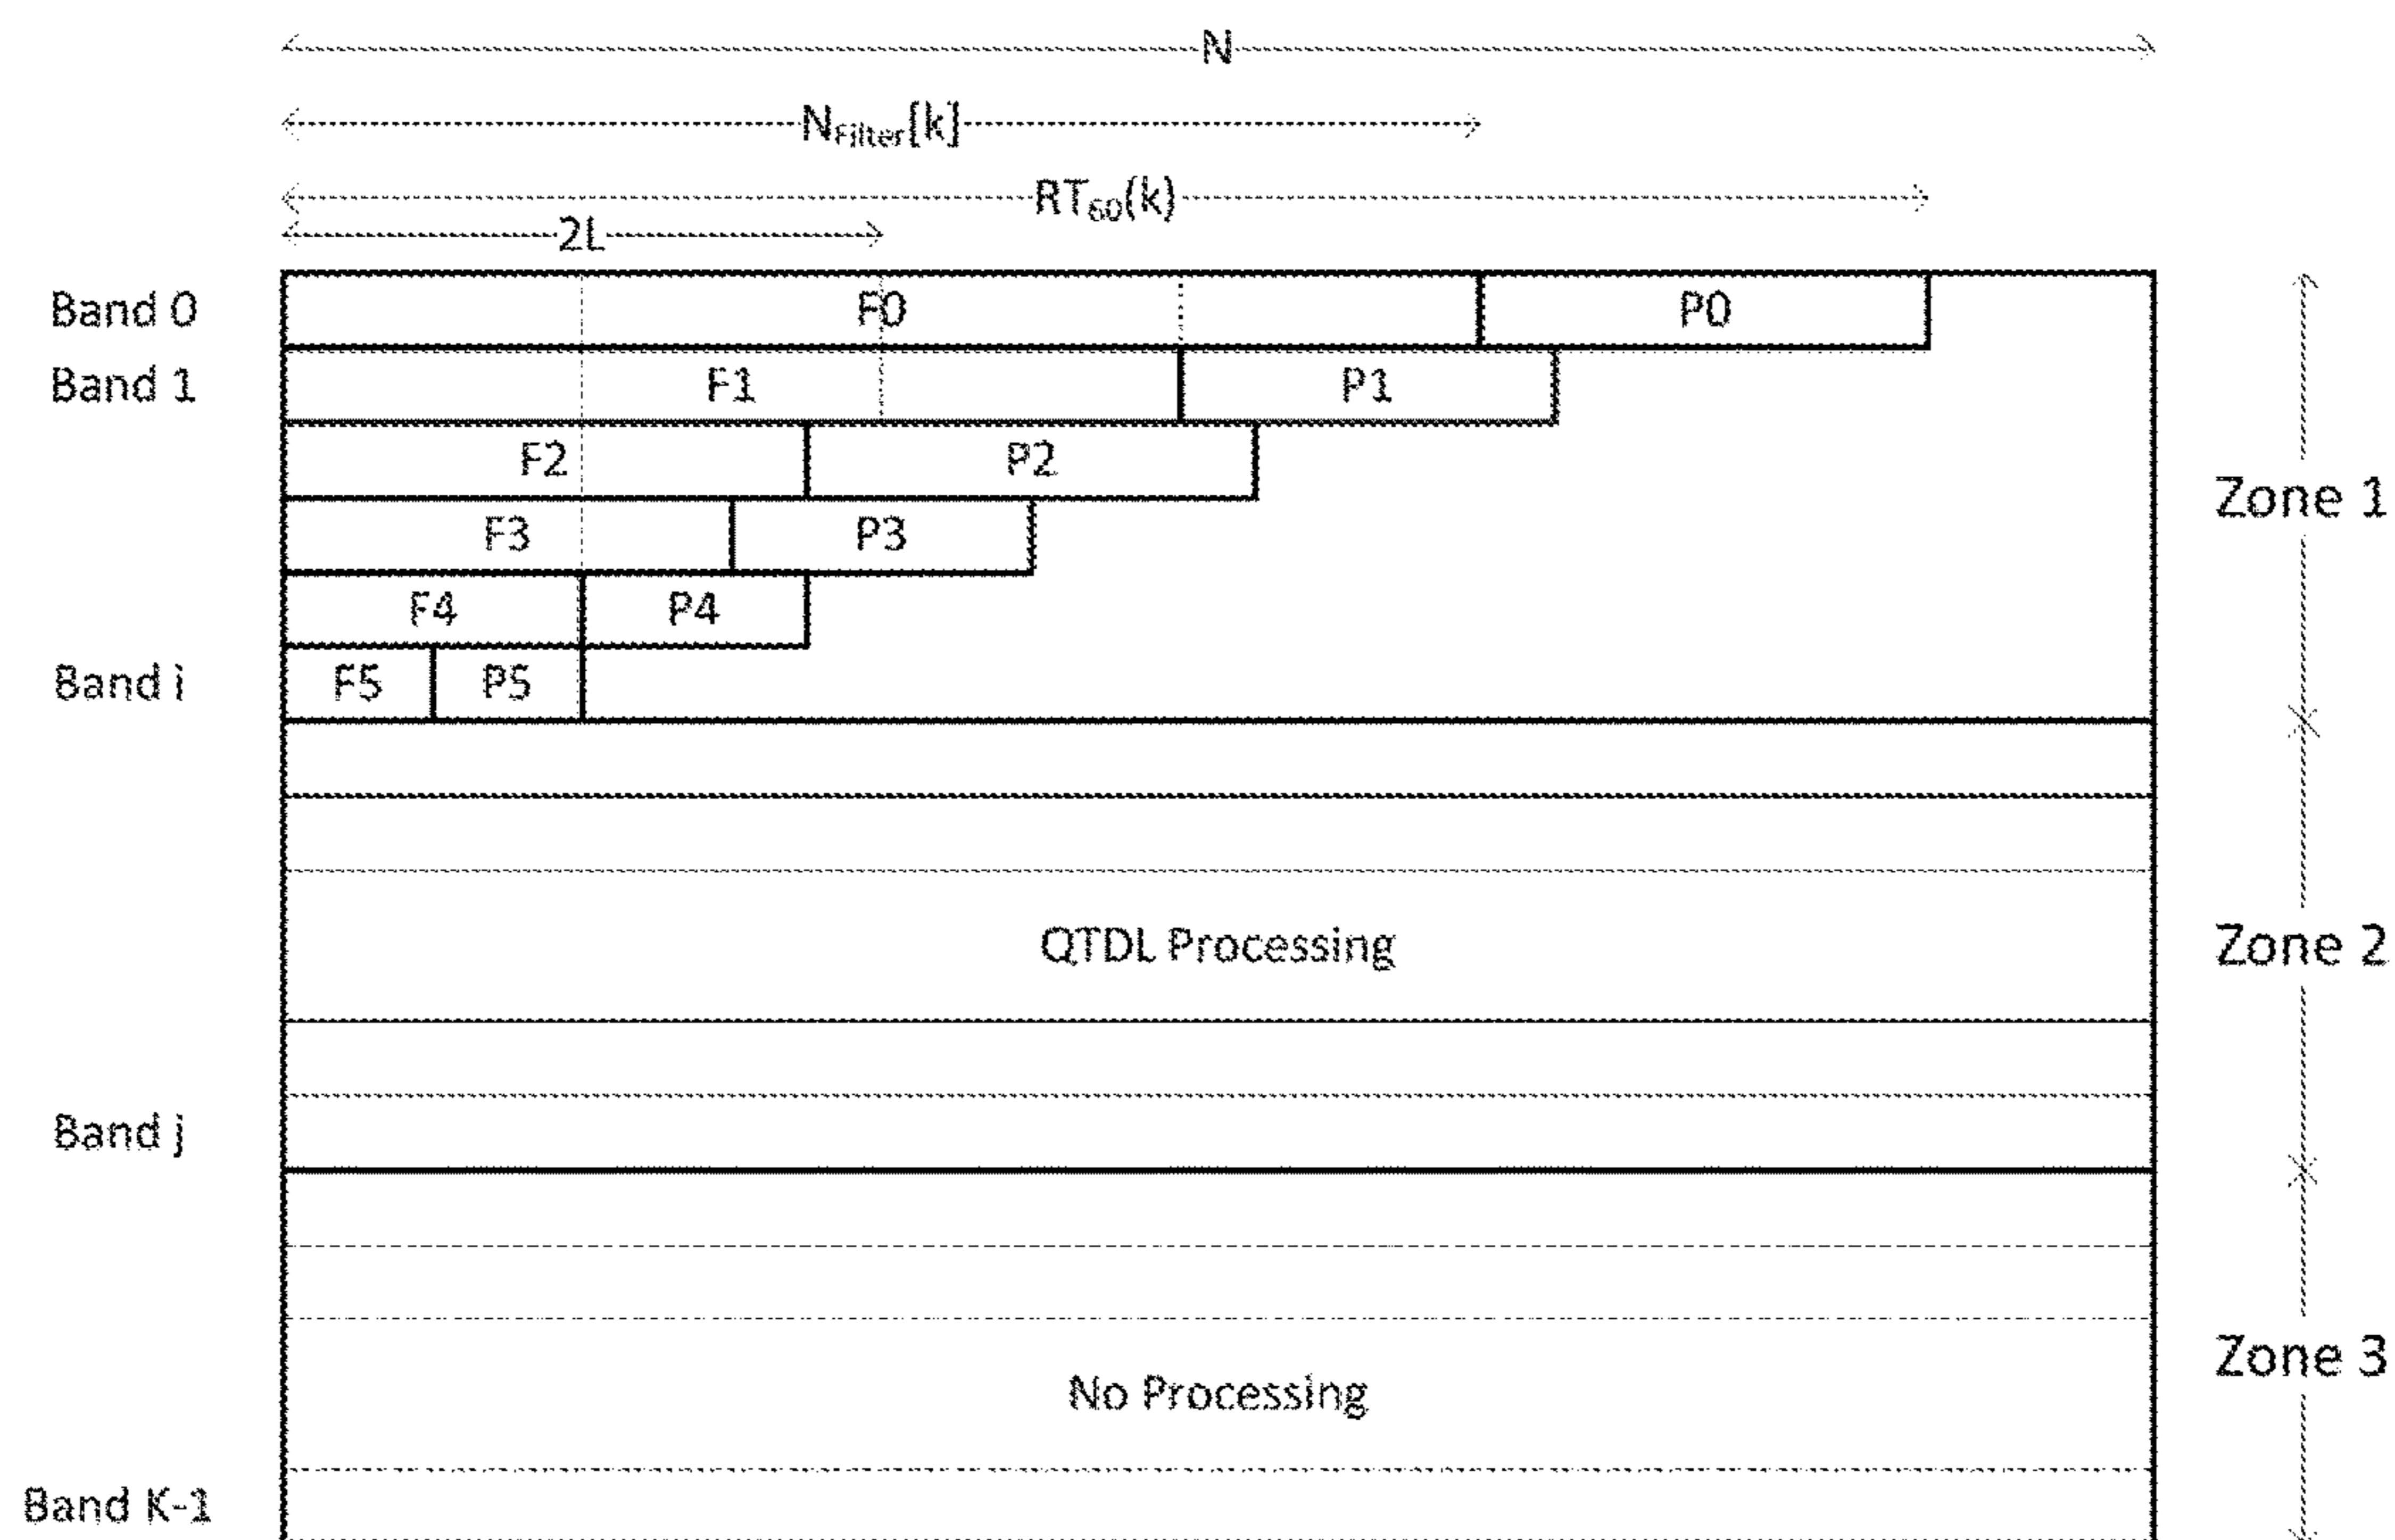 N
NFilter[k]
RT60(k)
2L
Band 0 F0 P0
Band 1 F1 P1
F2 P2
F3 P3
Zone 1
F4 P4
Band i F5 P5
QTDL Processing
Zone 2
Band j
Zone 3
No Processing
Band K-1